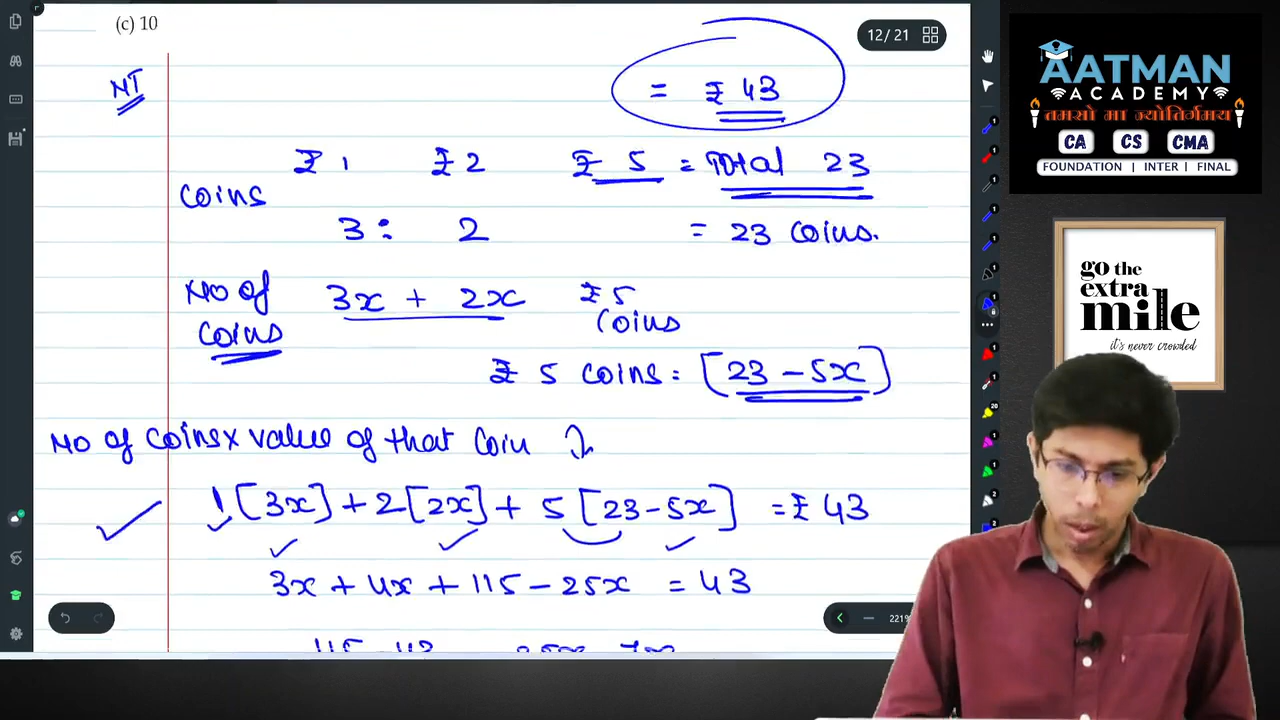 (c) 10
12/21
NT
= ₹ 43
₹ 1 ₹ 2 ₹ 5 = Total 23
coins
3 : 2 = 23 coins.
No of coins 3x + 2x ₹ 5 coins
₹ 5 coins = [23 - 5x]
No of coins x value of that coin
1 [3x] + 2 [2x] + 5 [23 - 5x] = ₹ 43
3x + 4x + 115 - 25x = 43
221%
AATMAN
ACADEMY
तमसो मा ज्योतिर्गमय
CA CS CMA
FOUNDATION | INTER | FINAL
go the
extra
mile
it's never crowded